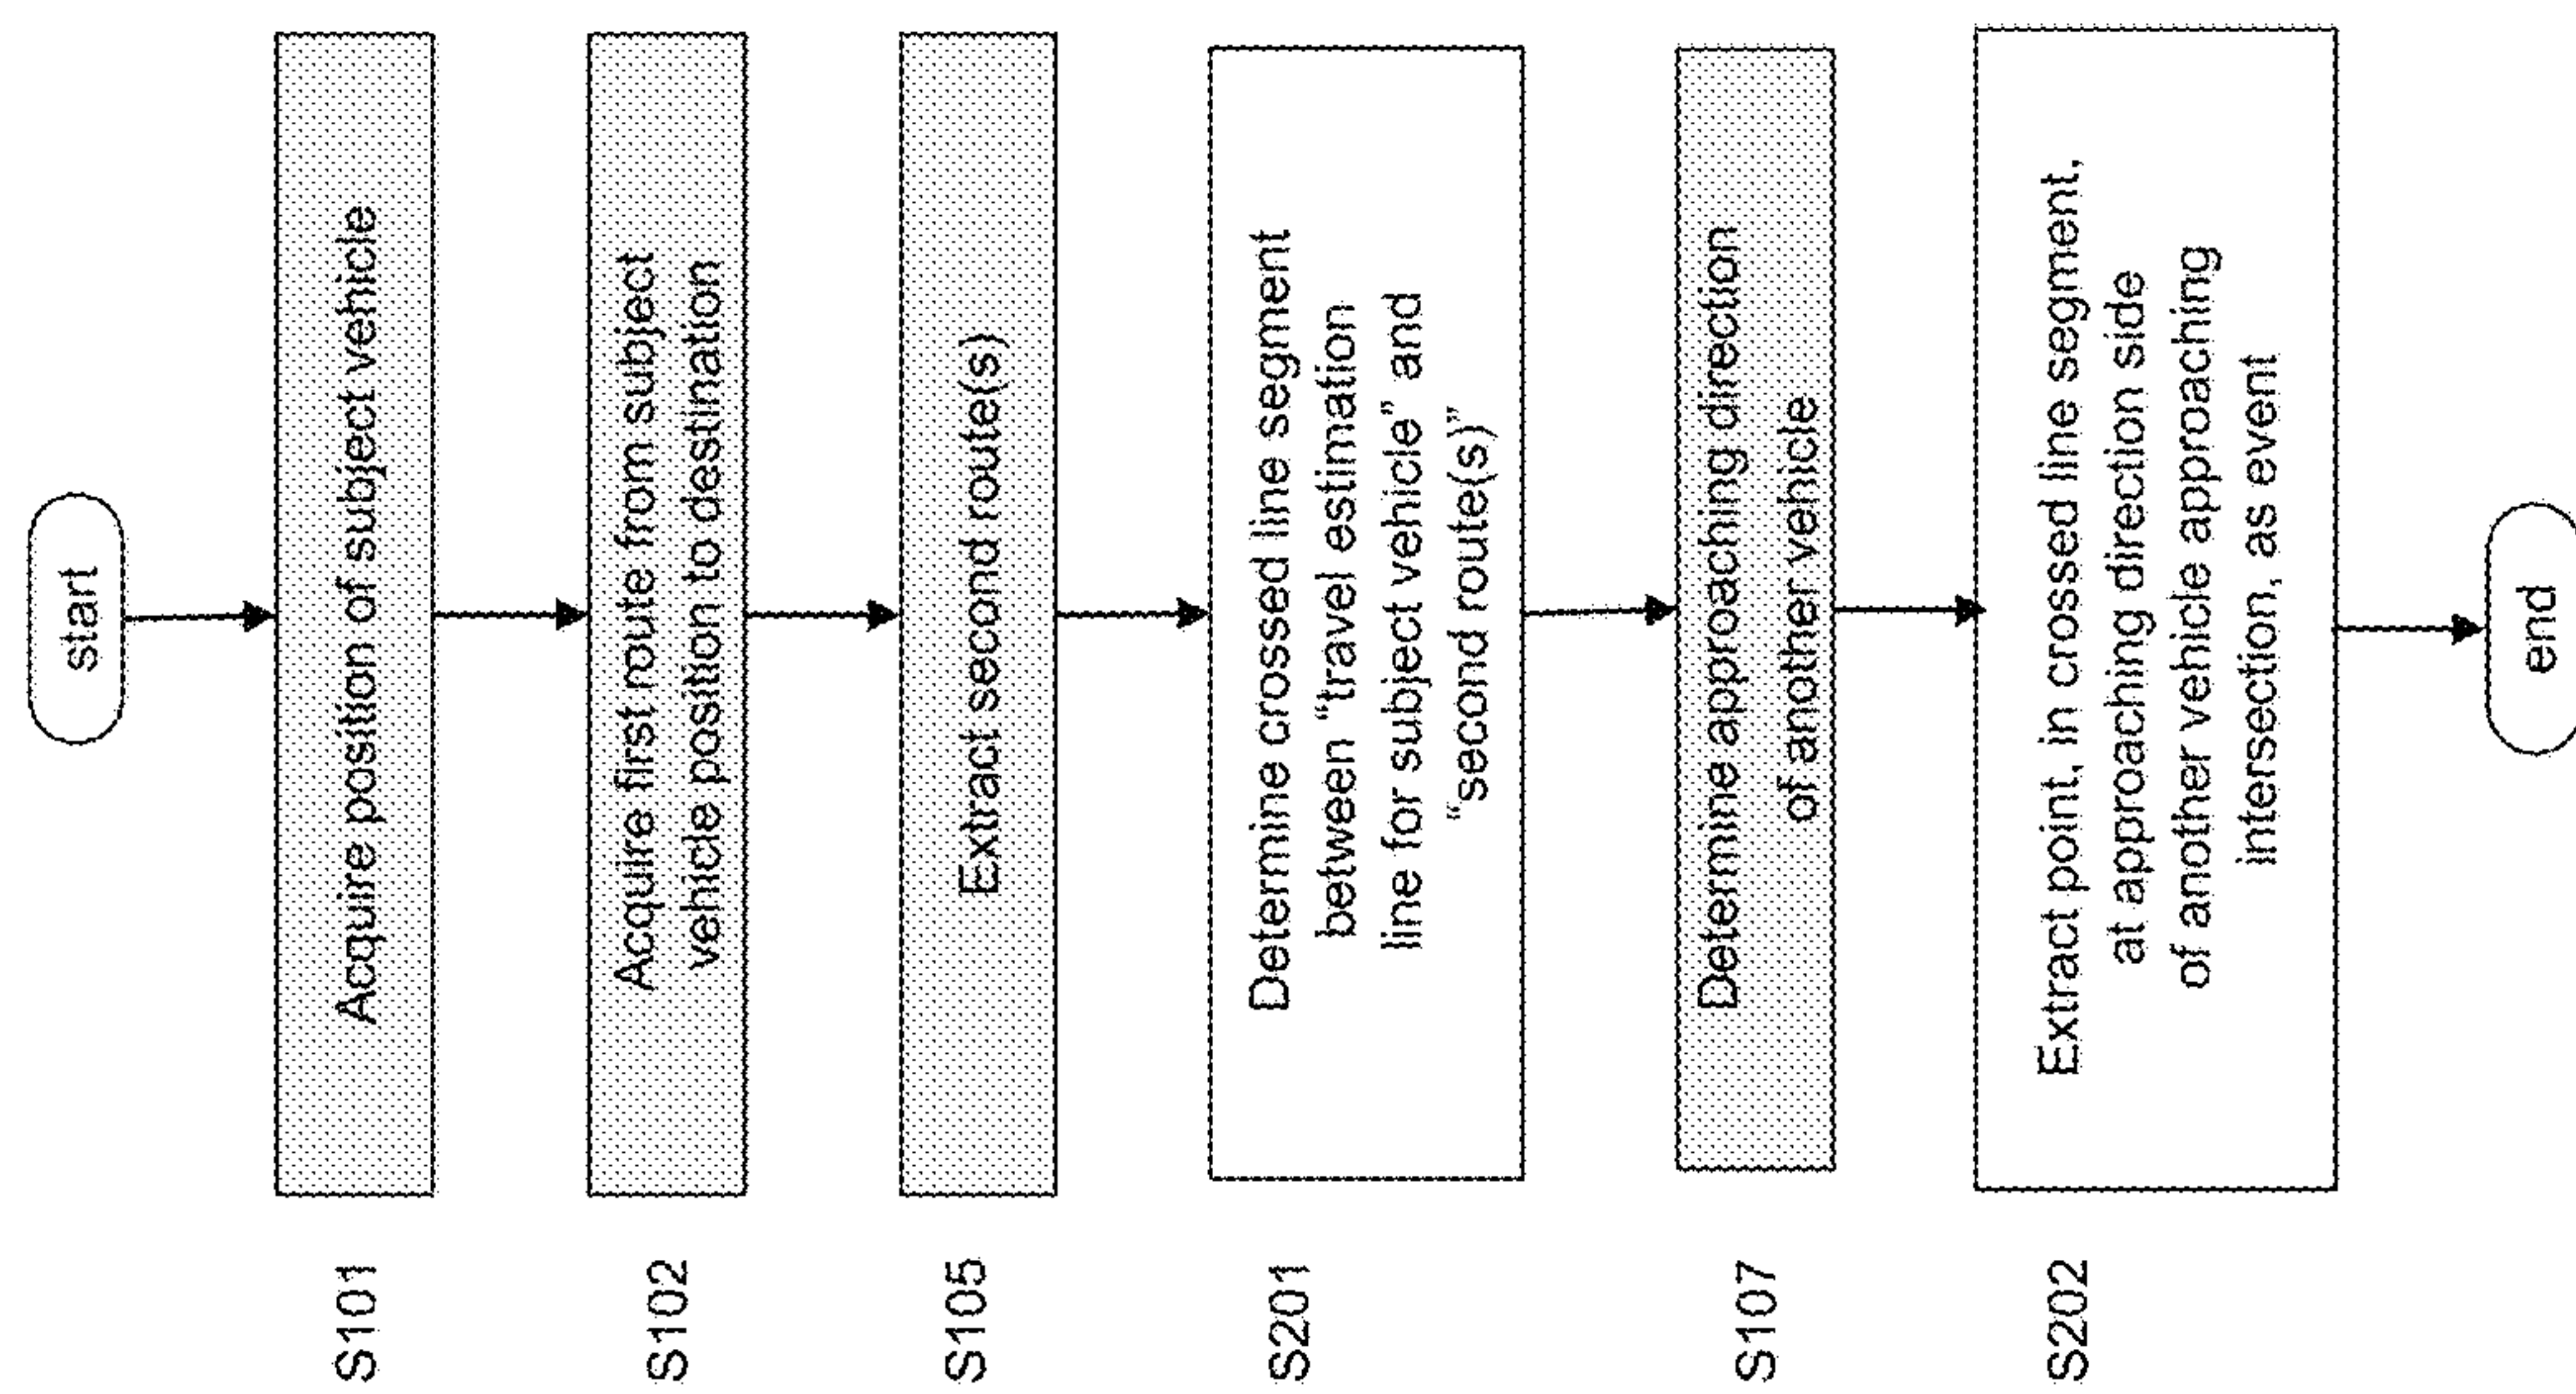 start
S101
Acquire position of subject vehicle
S102
Acquire first route from subject
vehicle position to destination
S105
Extract second route(s)
S201
Determine crossed line segment
between “travel estimation
line for subject vehicle” and
“second route(s)”
S107
Determine approaching direction
of another vehicle
S202
Extract point, in crossed line segment,
at approaching direction side
of another vehicle approaching
intersection, as event
end